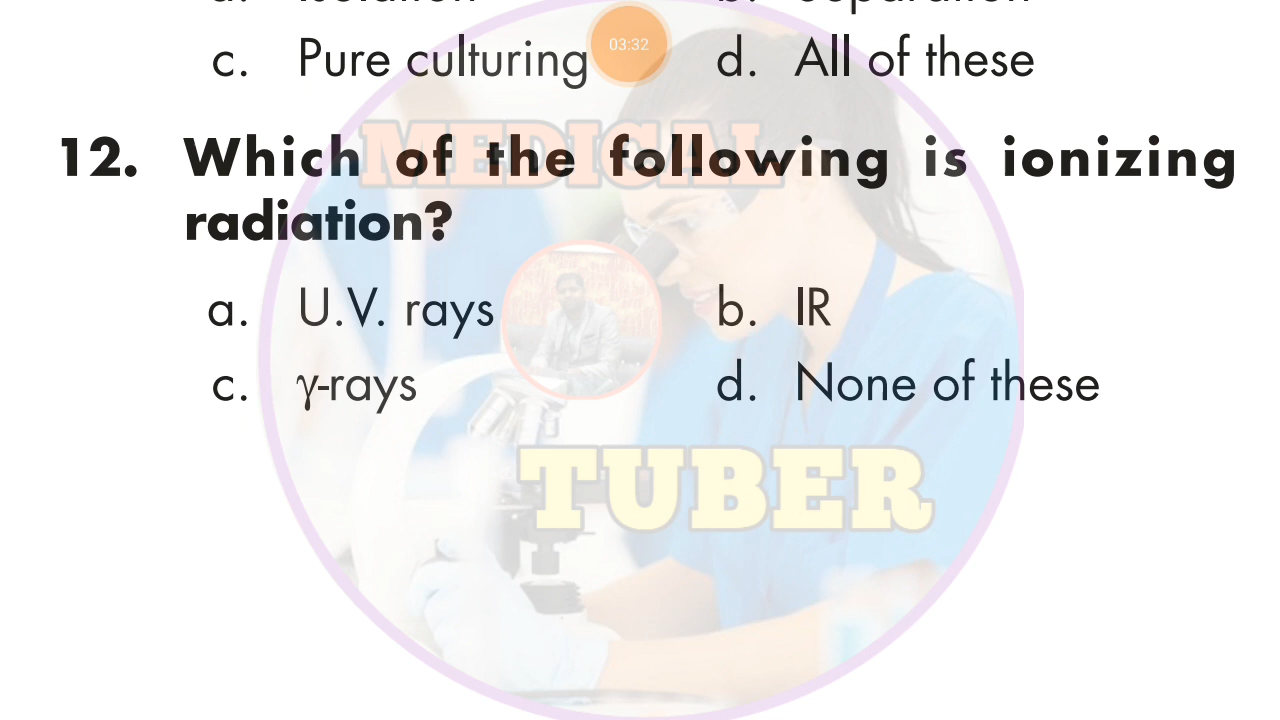 c. Pure culturing d. All of these
03:32
12. Which of the following is ionizing
radiation?
MEDICAL
a. U.V. rays b. IR
c. γ-rays d. None of these
TUBER